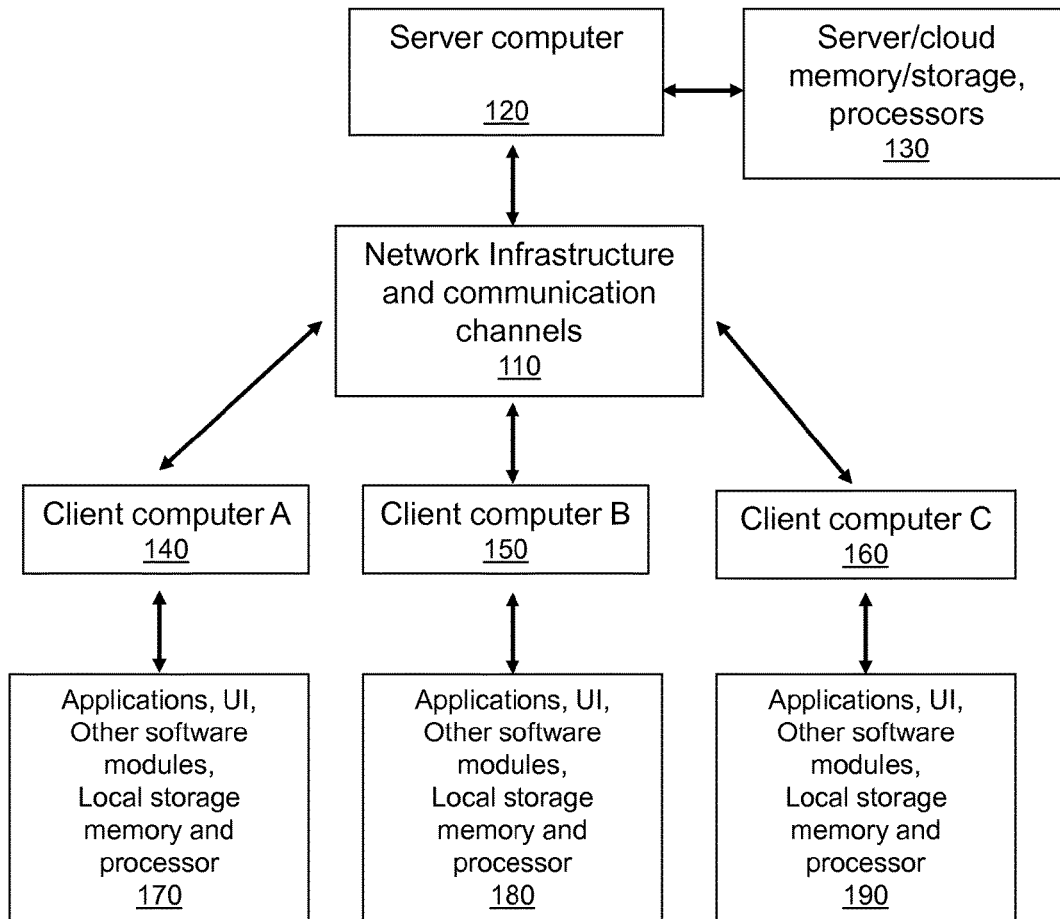 Server computer
120
Server/cloud
memory/storage,
processors
130
Network Infrastructure
and communication
channels
110
Client computer A
140
Client computer B
150
Client computer C
160
Applications, UI,
Other software
modules,
Local storage
memory and
processor
170
Applications, UI,
Other software
modules,
Local storage
memory and
processor
180
Applications, UI,
Other software
modules,
Local storage
memory and
processor
190